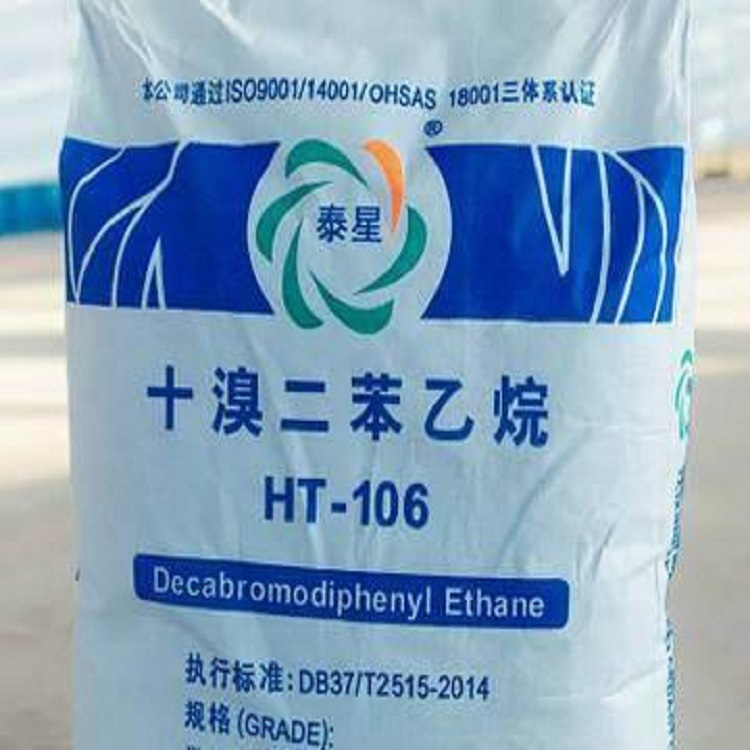 本公司通过ISO9001/14001/OHSAS 18001三体系认证
®
泰星
十溴二苯乙烷
HT-106
Decabromodiphenyl Ethane
执行标准:DB37/T2515-2014
规格(GRADE):